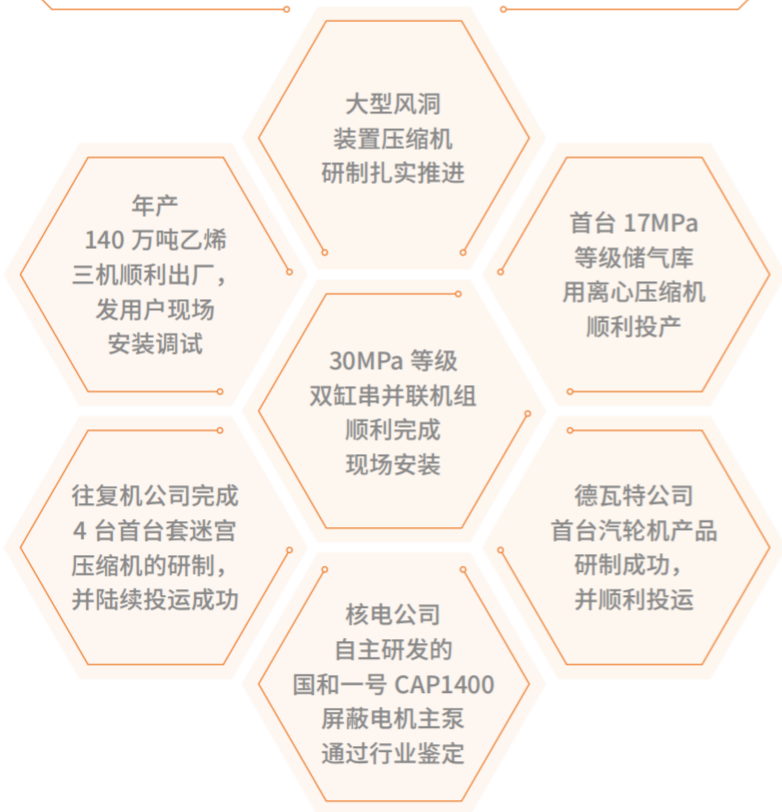 大型风洞
装置压缩机
研制扎实推进
年产
140 万吨乙烯
三机顺利出厂，
发用户现场
安装调试
首台 17MPa
等级储气库
用离心压缩机
顺利投产
30MPa 等级
双缸串并联机组
顺利完成
现场安装
往复机公司完成
4 台首台套迷宫
压缩机的研制，
并陆续投运成功
德瓦特公司
首台汽轮机产品
研制成功，
并顺利投运
核电公司
自主研发的
国和一号 CAP1400
屏蔽电机主泵
通过行业鉴定